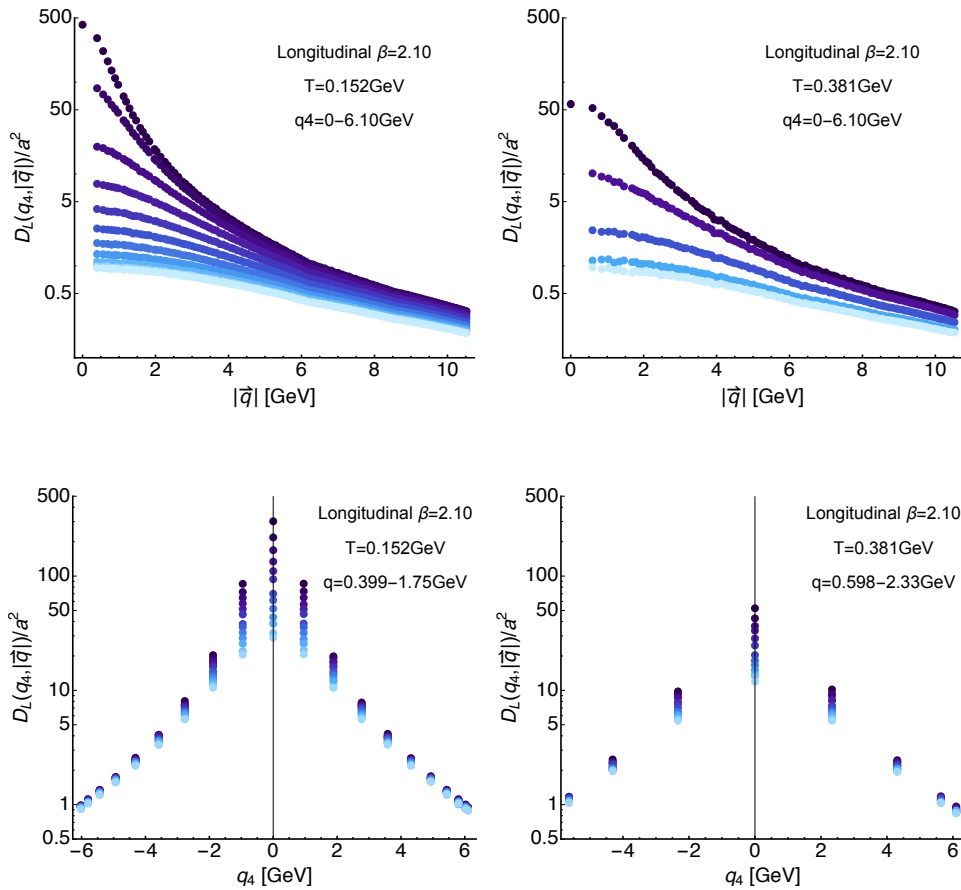 500
100
50
5
0.5
0
2
4
6
8
10
D_L(q_4,|q⃗|)/a^2
|q⃗| [GeV]
Longitudinal β=2.10
T=0.152GeV
q4=0−6.10GeV
500
100
50
5
0.5
0
2
4
6
8
10
D_L(q_4,|q⃗|)/a^2
|q⃗| [GeV]
Longitudinal β=2.10
T=0.381GeV
q4=0−6.10GeV
500
100
50
10
5
1
0.5
−6
−4
−2
0
2
4
6
D_L(q_4,|q⃗|)/a^2
q_4 [GeV]
Longitudinal β=2.10
T=0.152GeV
q=0.399−1.75GeV
500
100
50
10
5
1
0.5
−4
−2
0
2
4
6
D_L(q_4,|q⃗|)/a^2
q_4 [GeV]
Longitudinal β=2.10
T=0.381GeV
q=0.598−2.33GeV